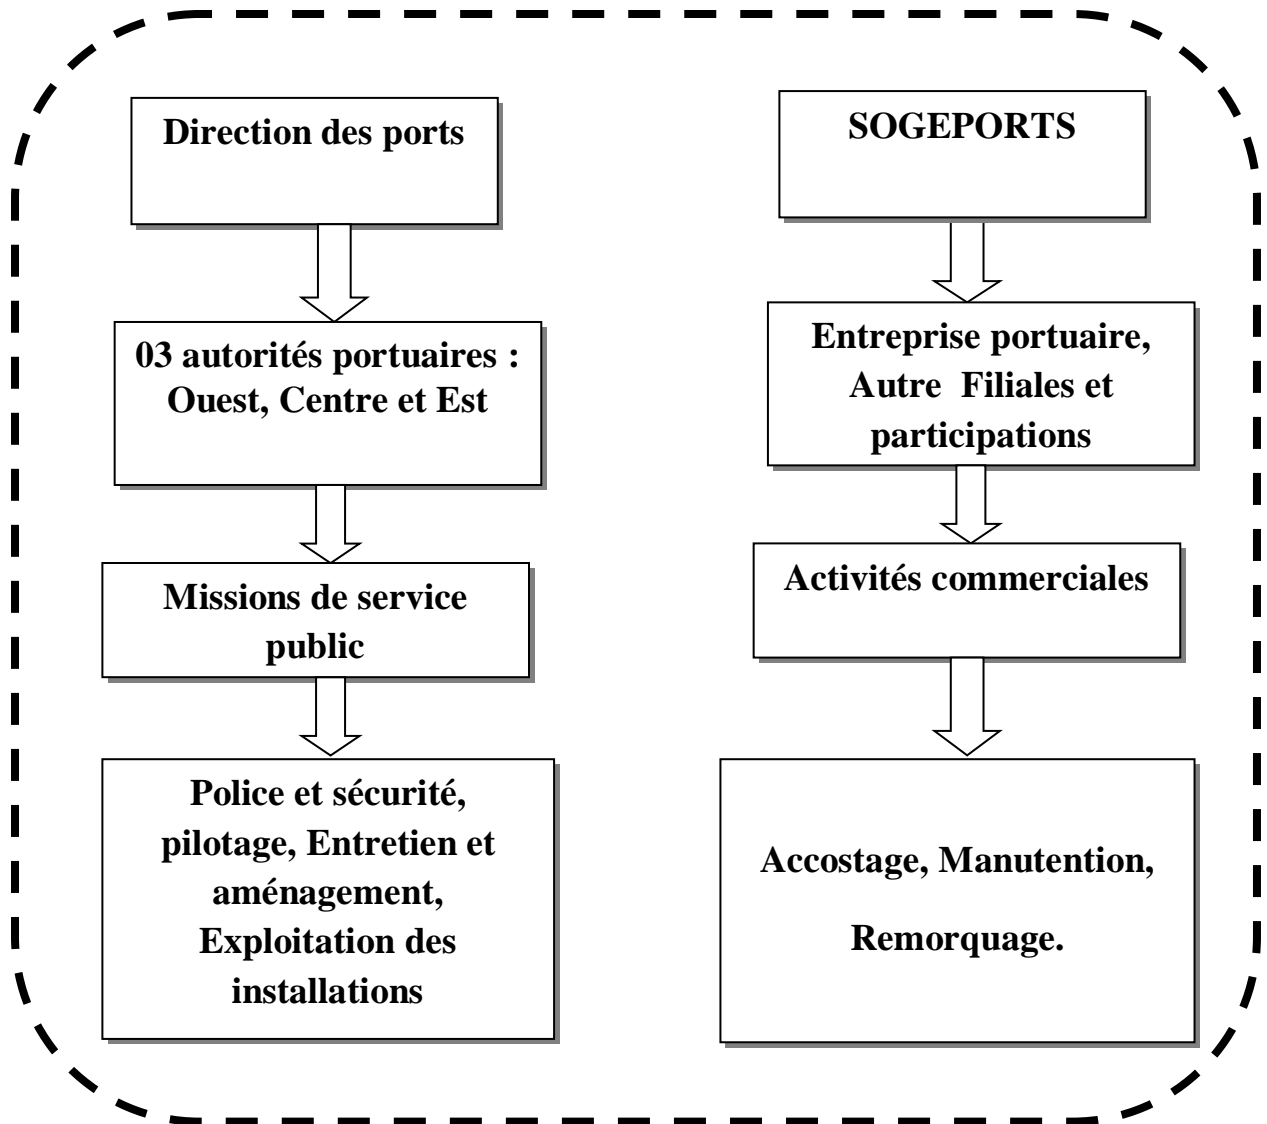 Direction des ports
03 autorités portuaires :
Ouest, Centre et Est
Missions de service
public
Police et sécurité,
pilotage, Entretien et
aménagement,
Exploitation des
installations
SOGEPORTS
Entreprise portuaire,
Autre Filiales et
participations
Activités commerciales
Accostage, Manutention,
Remorquage.